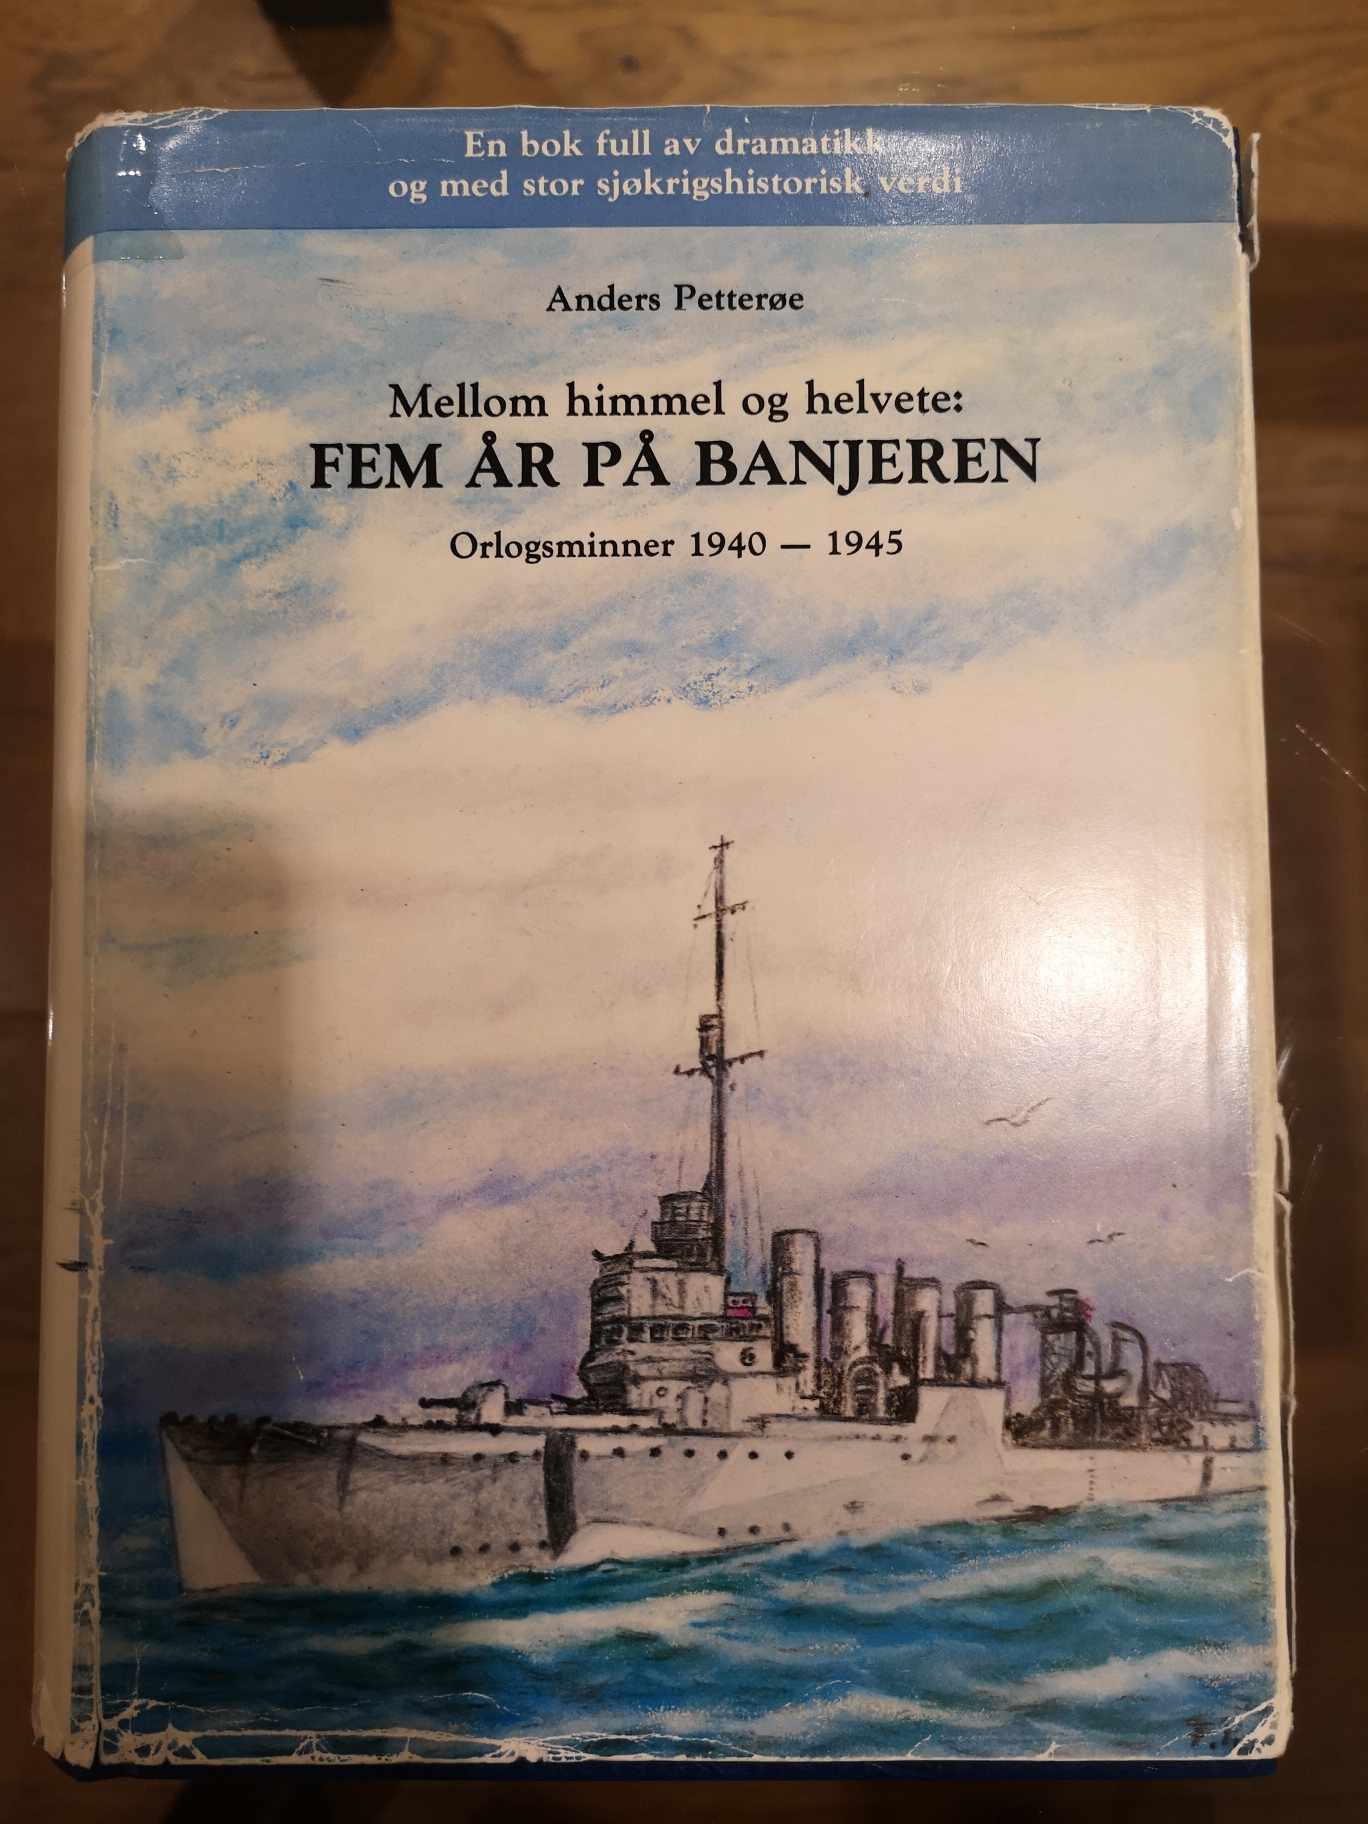 En bok full av dramatikk
og med stor sjøkrigshistorisk verdi
Anders Petterøe
Mellom himmel og helvete:
FEM ÅR PÅ BANJEREN
Orlogsminner 1940 — 1945
6